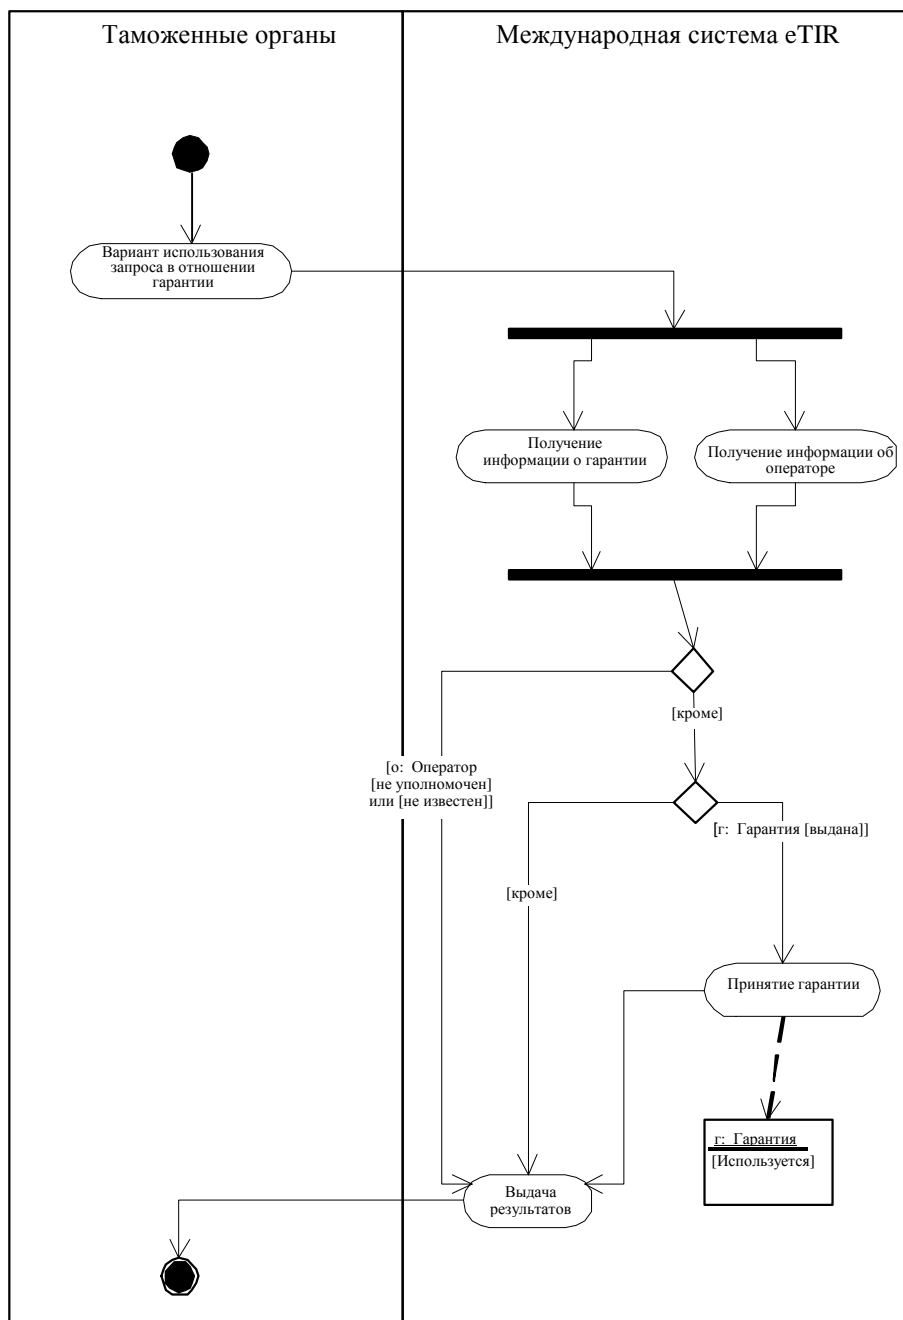 Таможенные органы
Международная система eTIR
Вариант использования
запроса в отношении
гарантии
Получение
информации о гарантии
Получение информации об
операторе
[кроме]
[о: Оператор
[не уполномочен]
или [не известен]]
[г: Гарантия [выдана]]
[кроме]
Принятие гарантии
г: Гарантия
[Используется]
Выдача
результатов